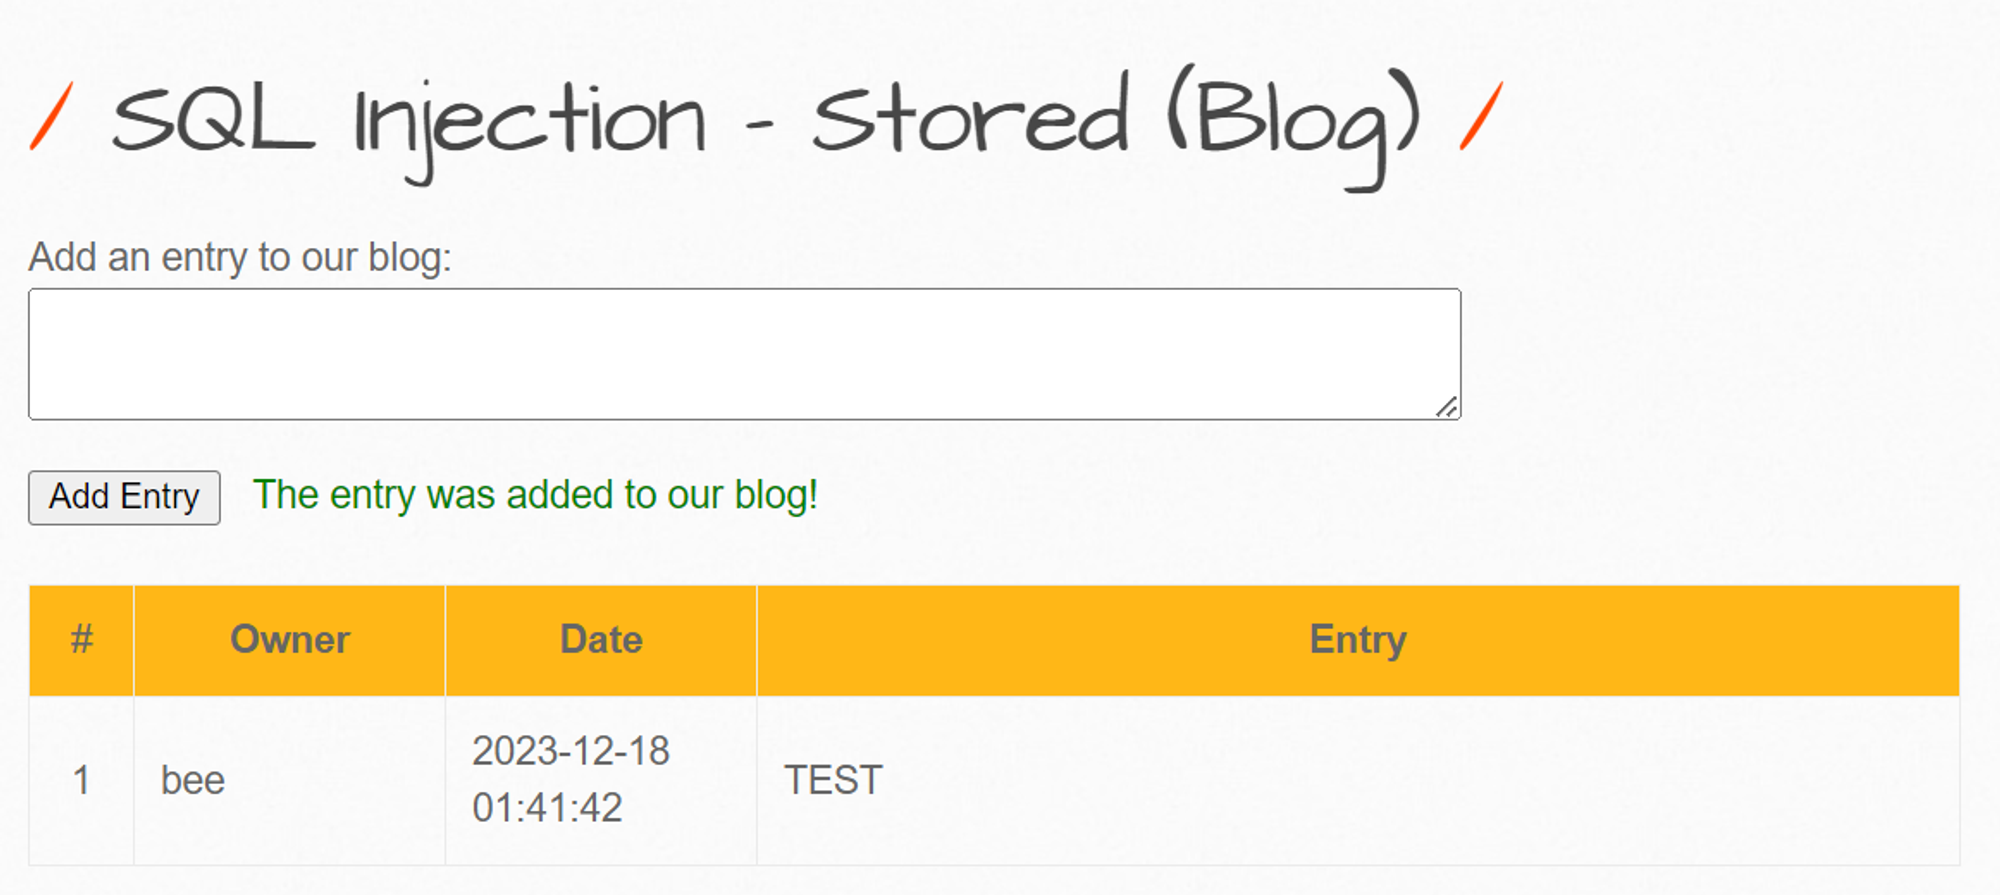 / SQL Injection - Stored (Blog) /
Add an entry to our blog:
Add Entry The entry was added to our blog!
# Owner Date Entry
1 bee 2023-12-18 01:41:42 TEST